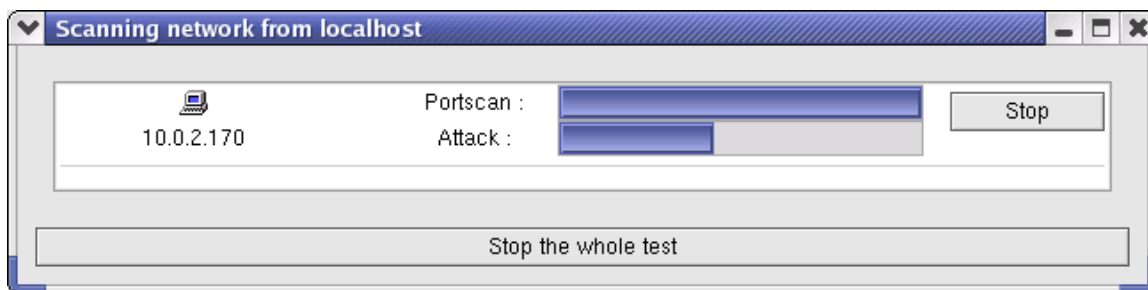 Scanning network from localhost
Portscan :
Stop
10.0.2.170
Attack :
Stop the whole test